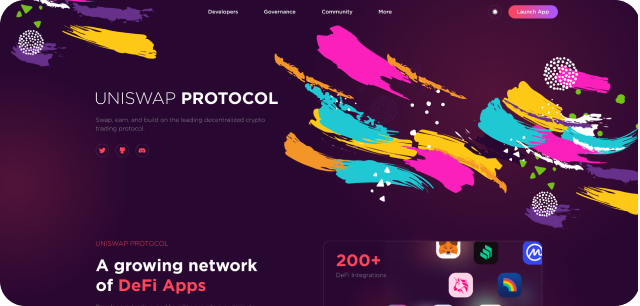 Developers Governance Community More Launch App
UNISWAP PROTOCOL
Swap, earn, and build on the leading decentralized crypto
trading protocol
UNISWAP PROTOCOL
A growing network
of DeFi Apps
200+
DeFi Integrations